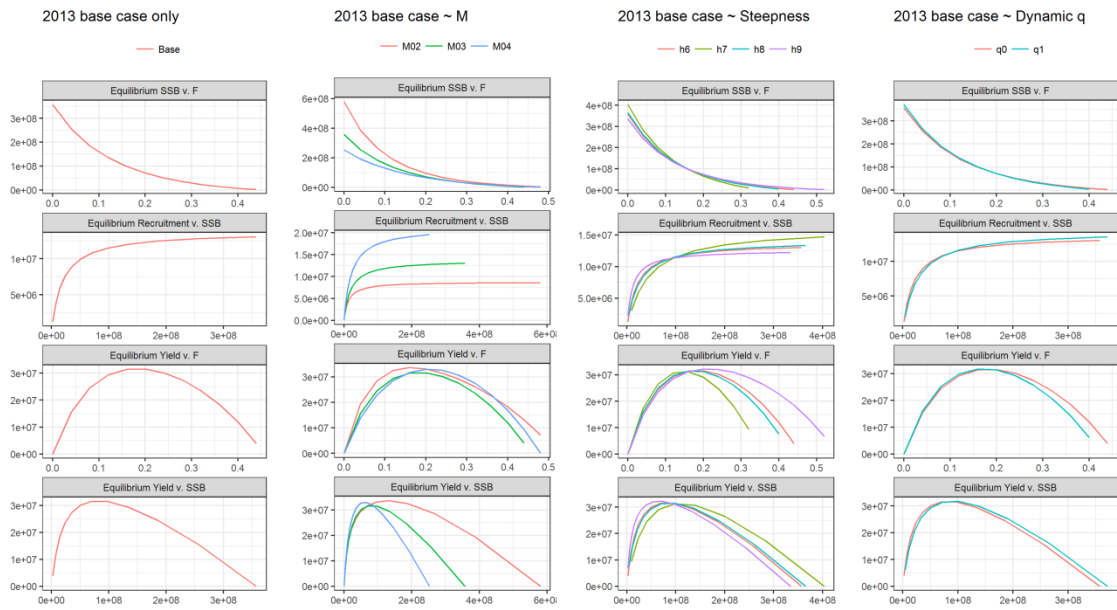 2013 base case only
Base
Equilibrium SSB v. F
3e+08
2e+08
1e+08
0e+00
0.0 0.1 0.2 0.3 0.4
Equilibrium Recruitment v. SSB
1e+07
5e+06
0e+00 1e+08 2e+08 3e+08
Equilibrium Yield v. F
3e+07
2e+07
1e+07
0e+00
0.0 0.1 0.2 0.3 0.4
Equilibrium Yield v. SSB
3e+07
2e+07
1e+07
0e+00
0e+00 1e+08 2e+08 3e+08
2013 base case ~ M
M02 M03 M04
Equilibrium SSB v. F
6e+08
4e+08
2e+08
0e+00
0.0 0.1 0.2 0.3 0.4 0.5
Equilibrium Recruitment v. SSB
2.0e+07
1.5e+07
1.0e+07
5.0e+06
0.0e+00
0e+00 2e+08 4e+08 6e+0
Equilibrium Yield v. F
3e+07
2e+07
1e+07
0e+00
0.0 0.1 0.2 0.3 0.4 0.5
Equilibrium Yield v. SSB
3e+07
2e+07
1e+07
0e+00
0e+00 2e+08 4e+08 6e+08
2013 base case ~ Steepness
h6 h7 h8 h9
Equilibrium SSB v. F
4e+08
3e+08
2e+08
1e+08
0e+00
0.0 0.1 0.2 0.3 0.4 0.5
Equilibrium Recruitment v. SSB
1.5e+07
1.0e+07
5.0e+06
0e+00 1e+08 2e+08 3e+08 4e+08
Equilibrium Yield v. F
3e+07
2e+07
1e+07
0e+00
0.0 0.1 0.2 0.3 0.4 0.5
Equilibrium Yield v. SSB
3e+07
2e+07
1e+07
0e+00
0e+00 1e+08 2e+08 3e+08 4e+08
2013 base case ~ Dynamic q
q0 q1
Equilibrium SSB v. F
3e+08
2e+08
1e+08
0e+00
0.0 0.1 0.2 0.3 0.4
Equilibrium Recruitment v. SSB
1e+07
5e+06
0e+00 1e+08 2e+08 3e+08
Equilibrium Yield v. F
3e+07
2e+07
1e+07
0e+00
0.0 0.1 0.2 0.3 0.4
Equilibrium Yield v. SSB
3e+07
2e+07
1e+07
0e+00
0e+00 1e+08 2e+08 3e+08